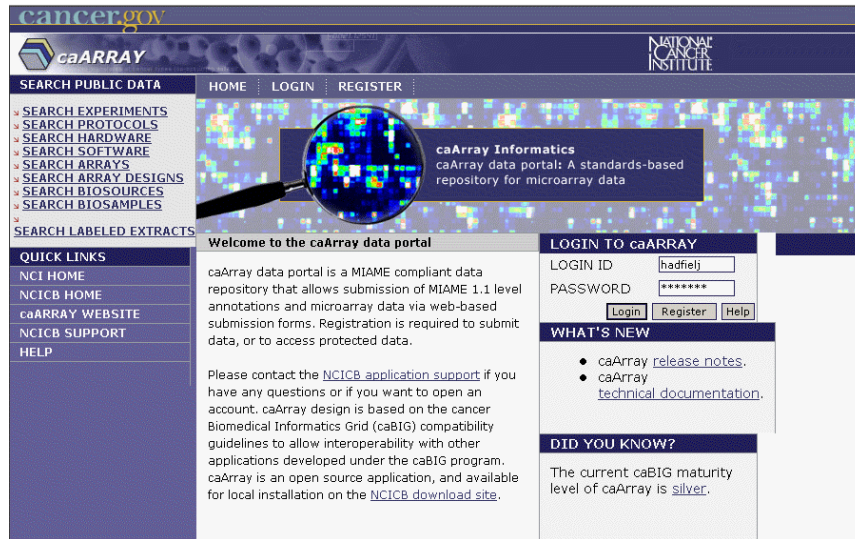 cancer.gov
caARRAY
NATIONAL
CANCER
INSTITUTE
SEARCH PUBLIC DATA
HOME
LOGIN
REGISTER
SEARCH EXPERIMENTS
SEARCH PROTOCOLS
SEARCH HARDWARE
SEARCH SOFTWARE
SEARCH ARRAYS
SEARCH ARRAY DESIGNS
SEARCH BIOSOURCES
SEARCH BIOSAMPLES
SEARCH LABELED EXTRACTS
caArray Informatics
caArray data portal: A standards-based
repository for microarray data
QUICK LINKS
NCI HOME
NCICB HOME
caARRAY WEBSITE
NCICB SUPPORT
HELP
Welcome to the caArray data portal
caArray data portal is a MIAME compliant data
repository that allows submission of MIAME 1.1 level
annotations and microarray data via web-based
submission forms. Registration is required to submit
data, or to access protected data.
Please contact the NCICB application support if you
have any questions or if you want to open an
account. caArray design is based on the cancer
Biomedical Informatics Grid (caBIG) compatibility
guidelines to allow interoperability with other
applications developed under the caBIG program.
caArray is an open source application, and available
for local installation on the NCICB download site.
LOGIN TO caARRAY
LOGIN ID hadfielj
PASSWORD *******
Login Register Help
WHAT'S NEW
• caArray release notes.
• caArray
technical documentation.
DID YOU KNOW?
The current caBIG maturity
level of caArray is silver.